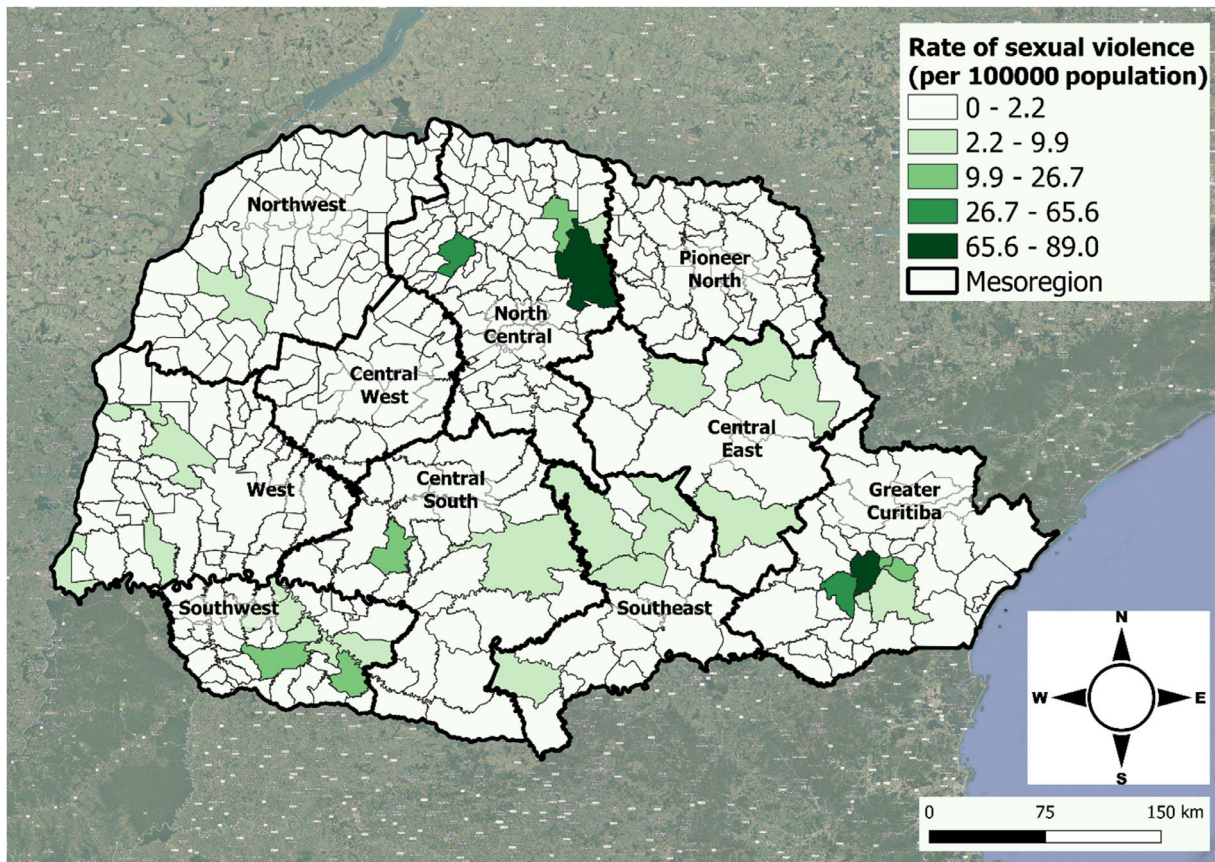 Rate of sexual violence
(per 100000 population)
0 - 2.2
2.2 - 9.9
9.9 - 26.7
26.7 - 65.6
65.6 - 89.0
Mesoregion
Northwest
Pioneer
North
North
Central
Central
West
Central
East
West
Central
South
Greater
Curitiba
Southwest
Southeast
N
W
E
S
0
75
150 km